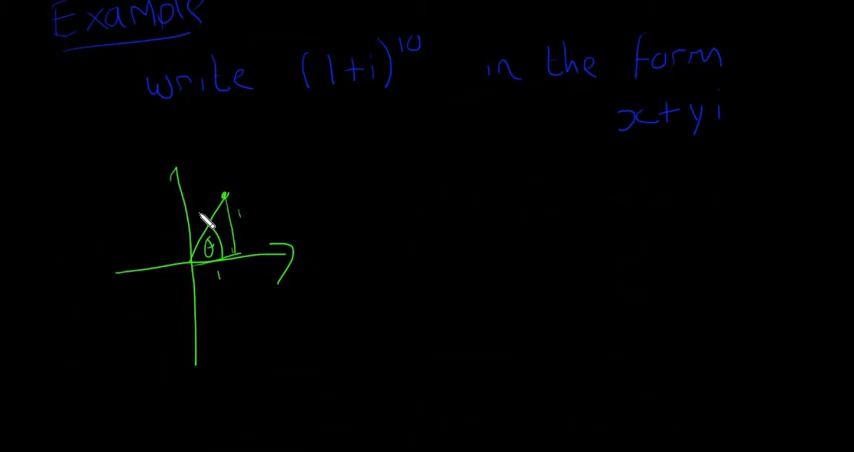 Example
write (1+i)^10 in the form
x+yi
1
θ
1